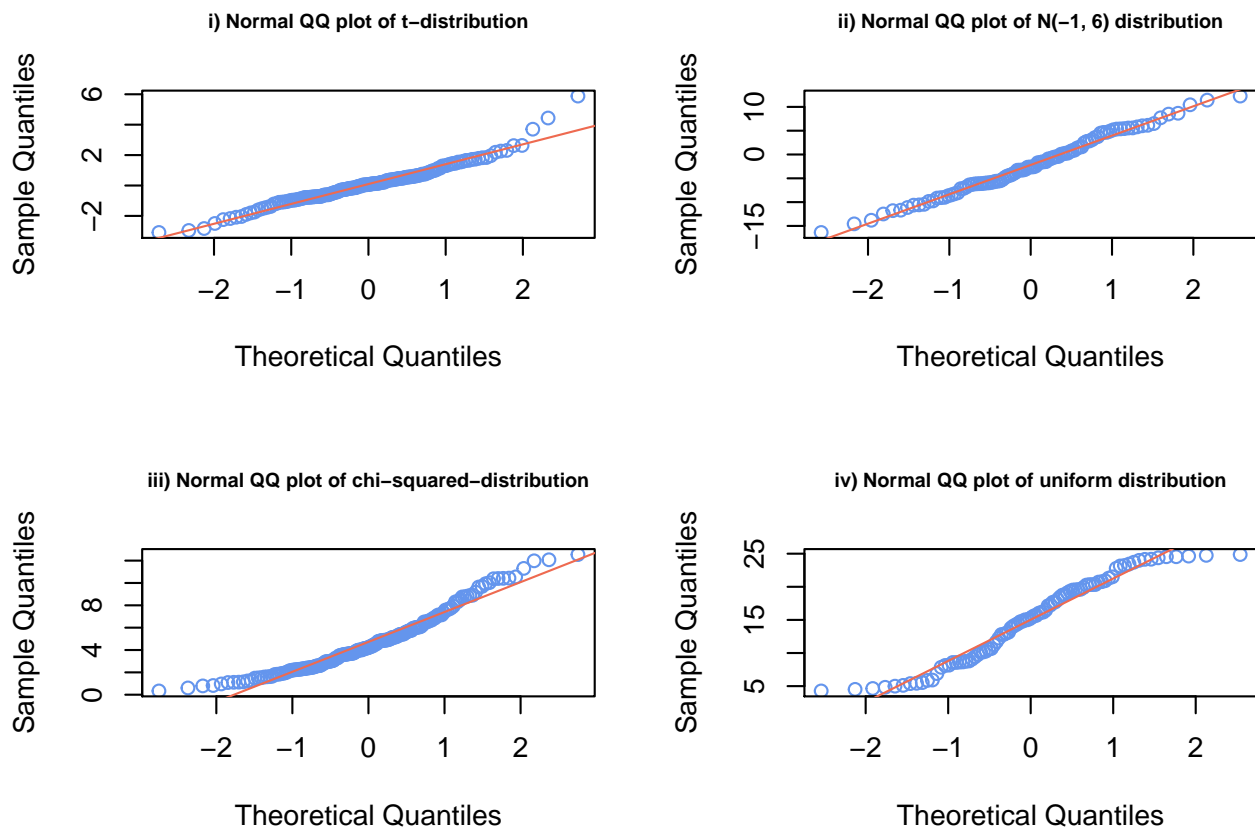 i) Normal QQ plot of t−distribution
Sample Quantiles
6
2
−2
−2 −1 0 1 2
Theoretical Quantiles
ii) Normal QQ plot of N(−1, 6) distribution
Sample Quantiles
10
0
−15
−2 −1 0 1 2
Theoretical Quantiles
iii) Normal QQ plot of chi−squared−distribution
Sample Quantiles
8
4
0
−2 −1 0 1 2
Theoretical Quantiles
iv) Normal QQ plot of uniform distribution
Sample Quantiles
25
15
5
−2 −1 0 1 2
Theoretical Quantiles